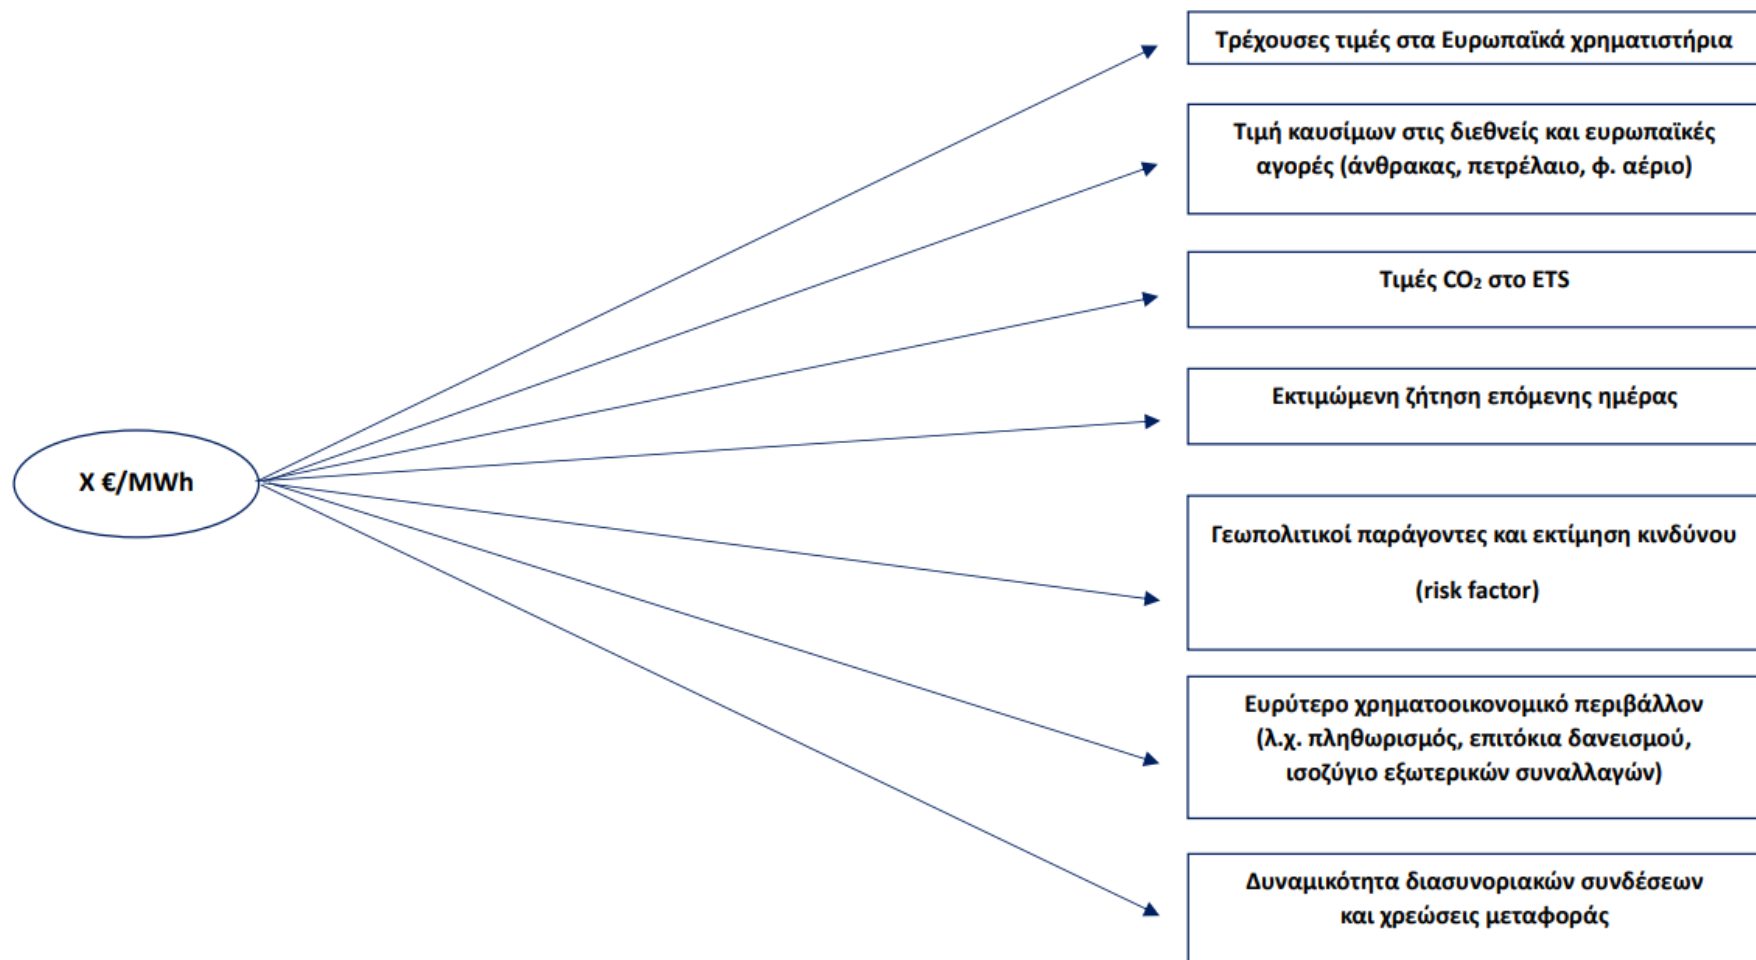 Τρέχουσες τιμές στα Ευρωπαϊκά χρηματιστήρια
Τιμή καυσίμων στις διεθνείς και ευρωπαϊκές
αγορές (άνθρακας, πετρέλαιο, φ. αέριο)
Τιμές CO₂ στο ETS
Εκτιμώμενη ζήτηση επόμενης ημέρας
X €/MWh
Γεωπολιτικοί παράγοντες και εκτίμηση κινδύνου
(risk factor)
Ευρύτερο χρηματοοικονομικό περιβάλλον
(λ.χ. πληθωρισμός, επιτόκια δανεισμού,
ισοζύγιο εξωτερικών συναλλαγών)
Δυναμικότητα διασυνοριακών συνδέσεων
και χρεώσεις μεταφοράς